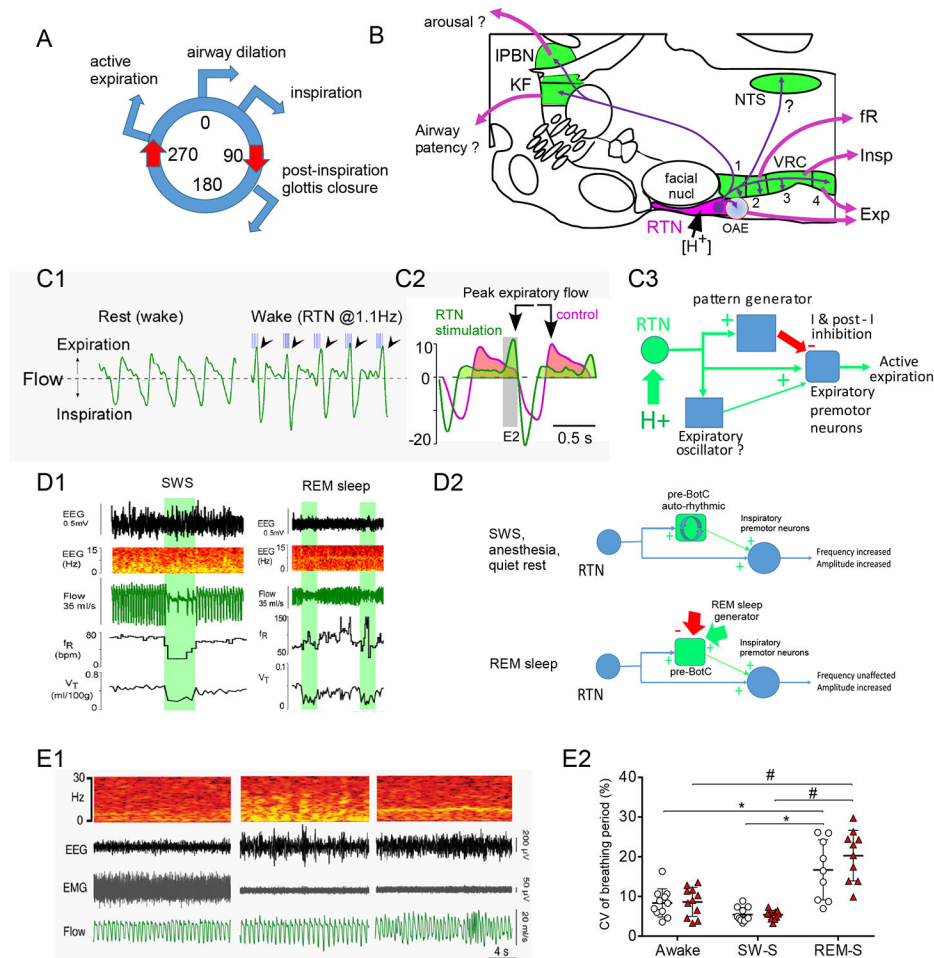 A
active
expiration
airway dilation
inspiration
0
270
90
180
post-inspiration
glottis closure
B
arousal ?
lPBN
KF
Airway
patency ?
NTS
?
fR
1
VRC
Insp
facial
nucl
2
3
4
Exp
RTN
OAE
[H+]
C1
Rest (wake)
Wake (RTN @1.1Hz)
Expiration
Flow
Inspiration
C2
Peak expiratory flow
RTN
stimulation
control
10
0
-20
E2
0.5 s
C3
pattern generator
RTN
+
I & post- I
inhibition
-
+
Active
expiration
H+
Expiratory
premotor
neurons
+
Expiratory
oscillator ?
D1
SWS
REM sleep
EEG
0.5mV
EEG
0.5mV
EEG
(Hz)
15
0
EEG
(Hz)
15
0
Flow
35 ml/s
Flow
35 ml/s
fR
(bpm)
80
0
fR
150
50
VT
(ml/100g)
0.8
0
VT
0.1
0
D2
SWS,
anesthesia,
quiet rest
pre-BotC
auto-rhythmic
Inspiratory
premotor neurons
+
+
+
RTN
Frequency increased
Amplitude increased
REM sleep
generator
REM sleep
-
+
+
pre-BotC
Inspiratory
premotor neurons
+
+
RTN
Frequency unaffected
Amplitude increased
E1
30
Hz
0
EEG
200 µV
EMG
50 µV
Flow
20 ml/s
4 s
E2
CV of breathing period (%)
40
30
20
10
0
#
#
*
*
Awake
SW-S
REM-S